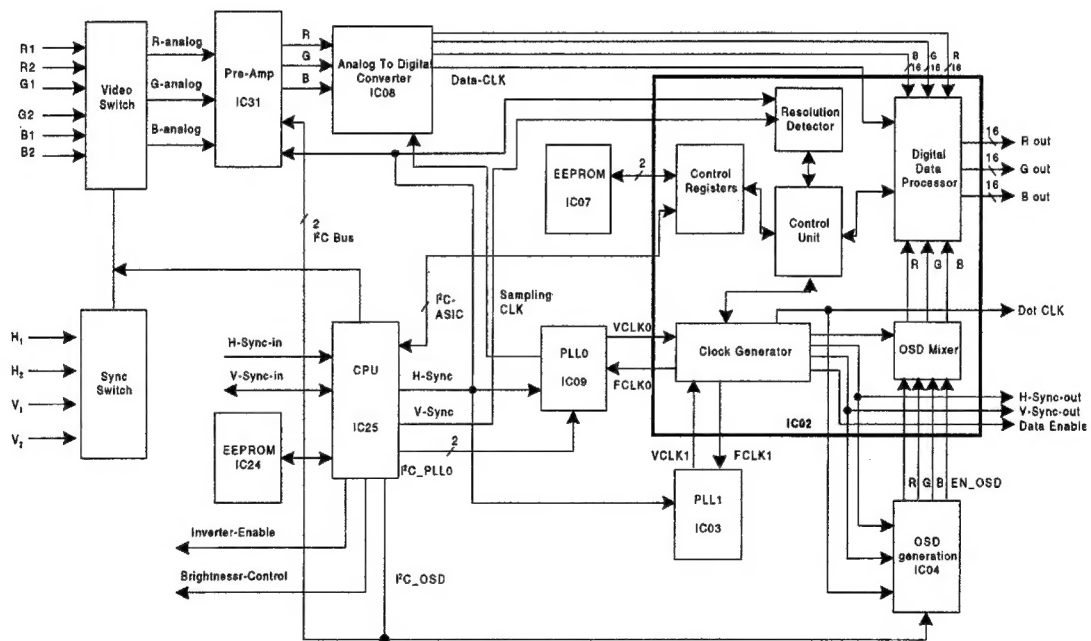 R1
R2
G1
G2
B1
B2
Video
Switch
R-analog
G-analog
B-analog
Pre-Amp
IC31
R
G
B
Analog To Digital
Converter
IC08
Data-CLK
B
16
G
16
R
16
Resolution
Detector
Digital
Data
Processor
16
R out
16
G out
16
B out
EEPROM
IC07
2
Control
Registers
Control
Unit
2
I²C Bus
I²C-
ASIC
Sampling
CLK
R
G
B
Dot CLK
H₁
H₂
V₁
V₂
Sync
Switch
H-Sync-in
V-Sync-in
CPU
IC25
H-Sync
V-Sync
2
I²C_PLL0
PLL0
IC09
VCLK0
FCLK0
Clock Generator
OSD Mixer
H-Sync-out
V-Sync-out
Data Enable
IC02
EEPROM
IC24
VCLK1
FCLK1
PLL1
IC03
R
G
B
EN_OSD
OSD
generation
IC04
Inverter-Enable
Brightnessr-Control
I²C_OSD